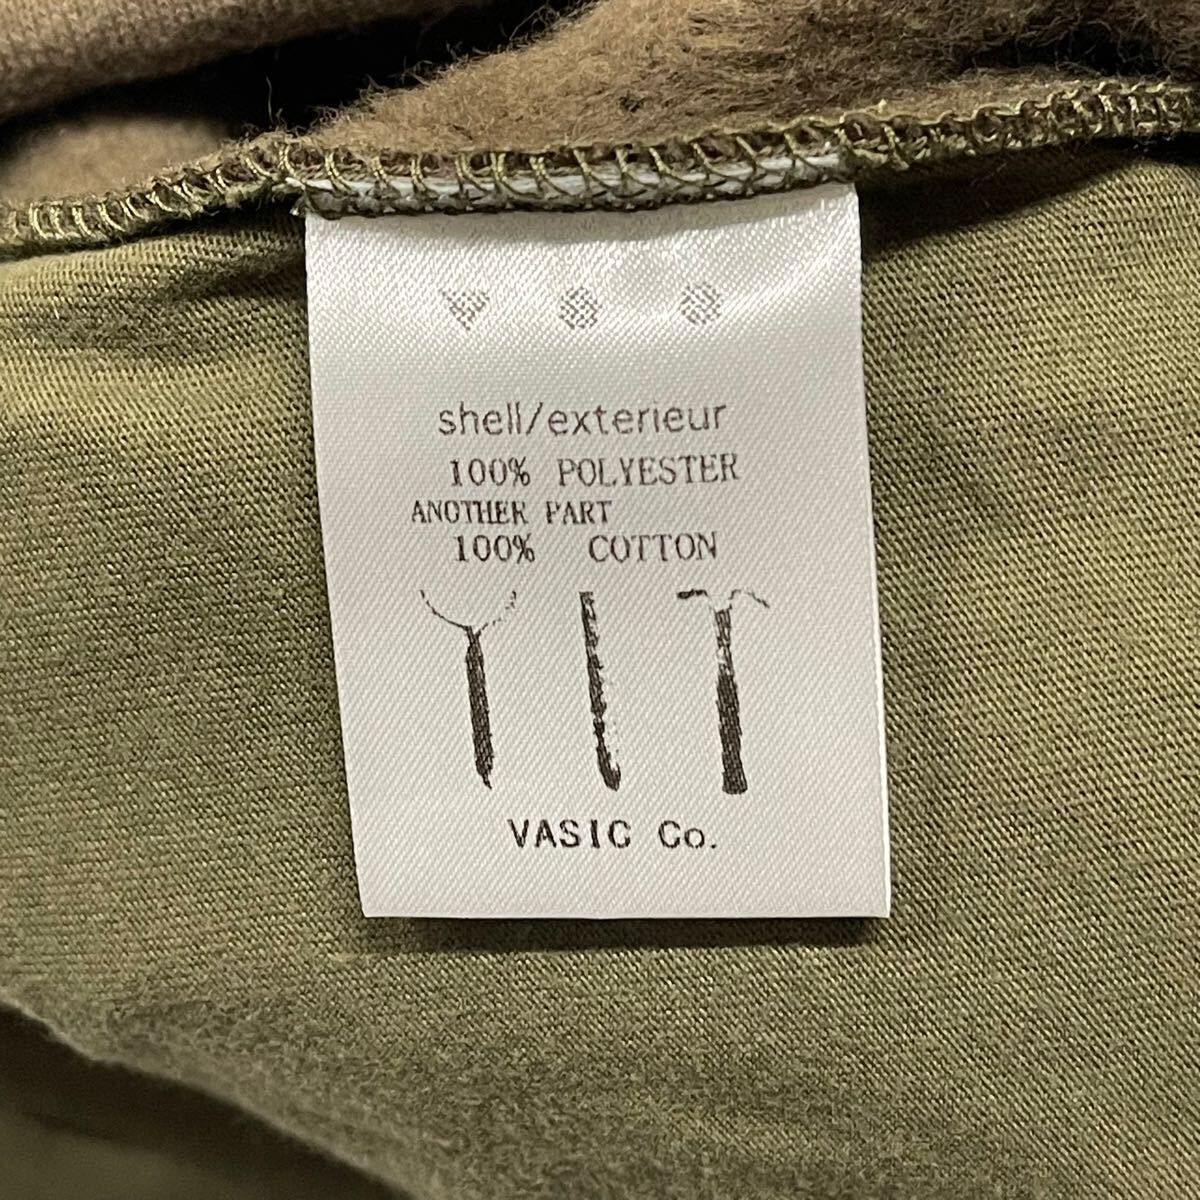 shell/exterieur
100% POLYESTER
ANOTHER PART
100% COTTON
VASIC Co.